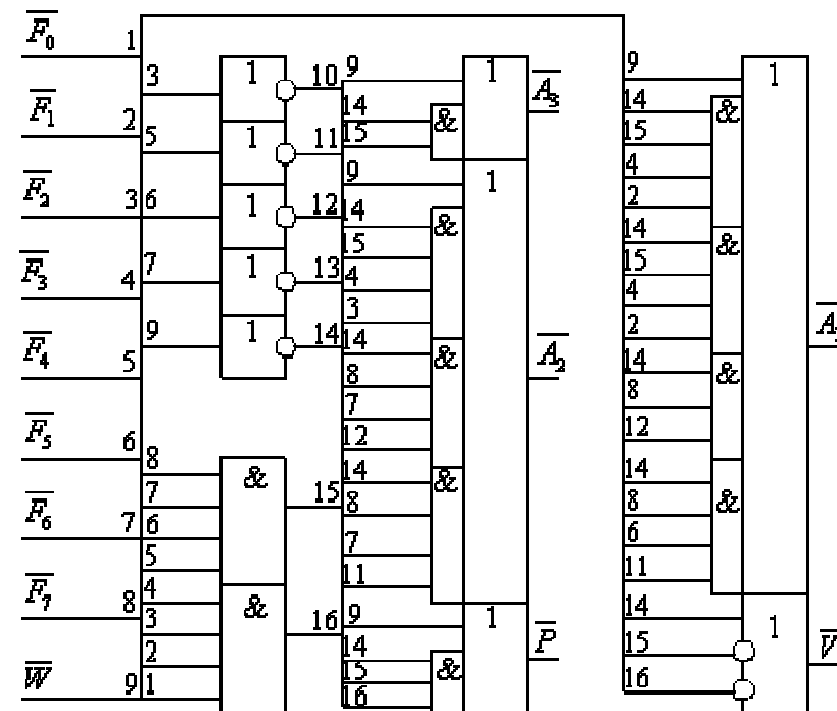 F̅₀ 1
F̅₁ 2
F̅₂ 3
F̅₃ 4
F̅₄ 5
F̅₅ 6
F̅₆ 7
F̅₇ 8
W̅ 9
3 1 10
5 1 11
6 1 12
7 1 13
9 1 14
8
7 & 15
6
5
4
3 & 16
2
1
9 1
14 & A̅₃
15
9 1
14 &
15
4
3
14 & A̅₂
8
7
12
14 &
8
7
11
9 1
14 & P̅
15
16
9 1
14 &
15
4
2
14 &
15
4
2 A̅
14 &
8
12
14 &
8
6
11
14 1
15 V̅
16